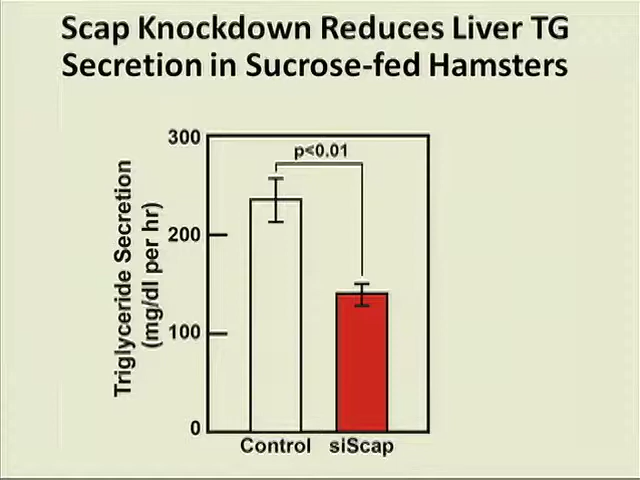 Scap Knockdown Reduces Liver TG
Secretion in Sucrose-fed Hamsters
300
p<0.01
200
100
0
Triglyceride Secretion
(mg/dl per hr)
Control siScap